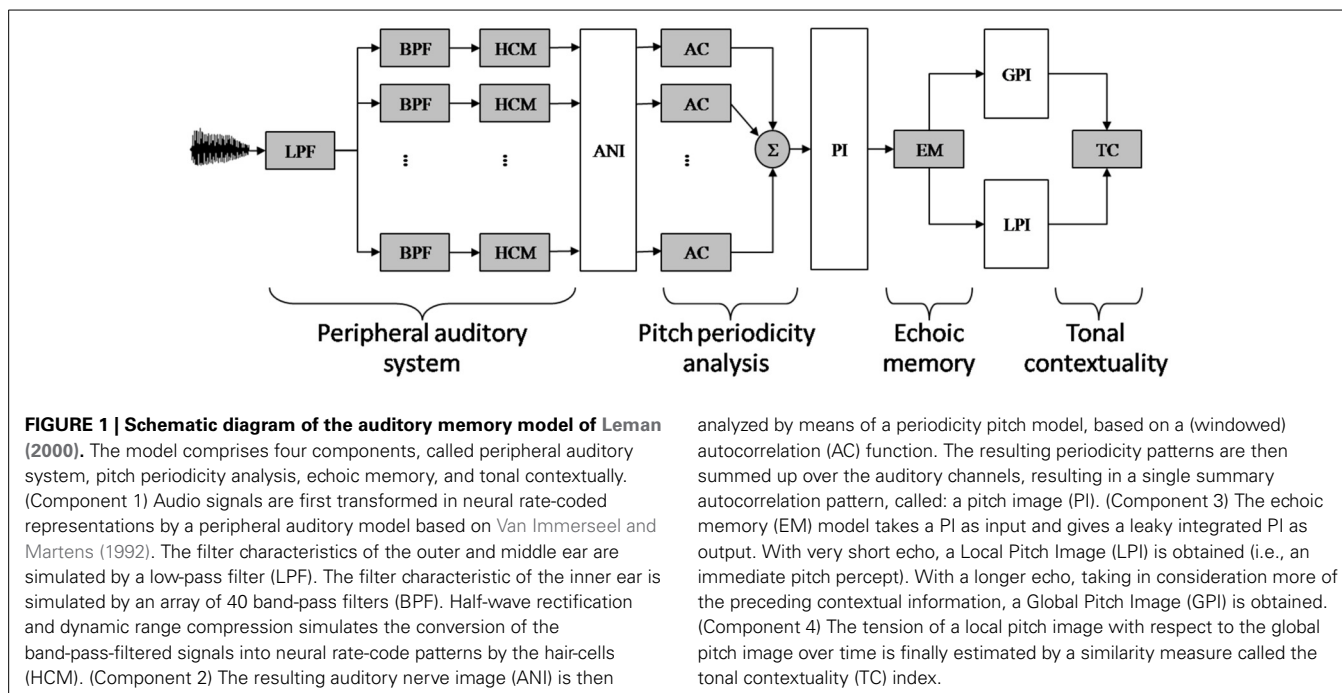 BPF HCM AC GPI
BPF HCM AC
LPF ANI Σ PI EM TC
... ... ...
LPI
BPF HCM AC
Peripheral auditory system
Pitch periodicity analysis
Echoic memory
Tonal contextuality
FIGURE 1 | Schematic diagram of the auditory memory model of Leman
(2000). The model comprises four components, called peripheral auditory
system, pitch periodicity analysis, echoic memory, and tonal contextually.
(Component 1) Audio signals are first transformed in neural rate-coded
representations by a peripheral auditory model based on Van Immerseel and
Martens (1992). The filter characteristics of the outer and middle ear are
simulated by a low-pass filter (LPF). The filter characteristic of the inner ear is
simulated by an array of 40 band-pass filters (BPF). Half-wave rectification
and dynamic range compression simulates the conversion of the
band-pass-filtered signals into neural rate-code patterns by the hair-cells
(HCM). (Component 2) The resulting auditory nerve image (ANI) is then
analyzed by means of a periodicity pitch model, based on a (windowed)
autocorrelation (AC) function. The resulting periodicity patterns are then
summed up over the auditory channels, resulting in a single summary
autocorrelation pattern, called: a pitch image (PI). (Component 3) The echoic
memory (EM) model takes a PI as input and gives a leaky integrated PI as
output. With very short echo, a Local Pitch Image (LPI) is obtained (i.e., an
immediate pitch percept). With a longer echo, taking in consideration more of
the preceding contextual information, a Global Pitch Image (GPI) is obtained.
(Component 4) The tension of a local pitch image with respect to the global
pitch image over time is finally estimated by a similarity measure called the
tonal contextuality (TC) index.